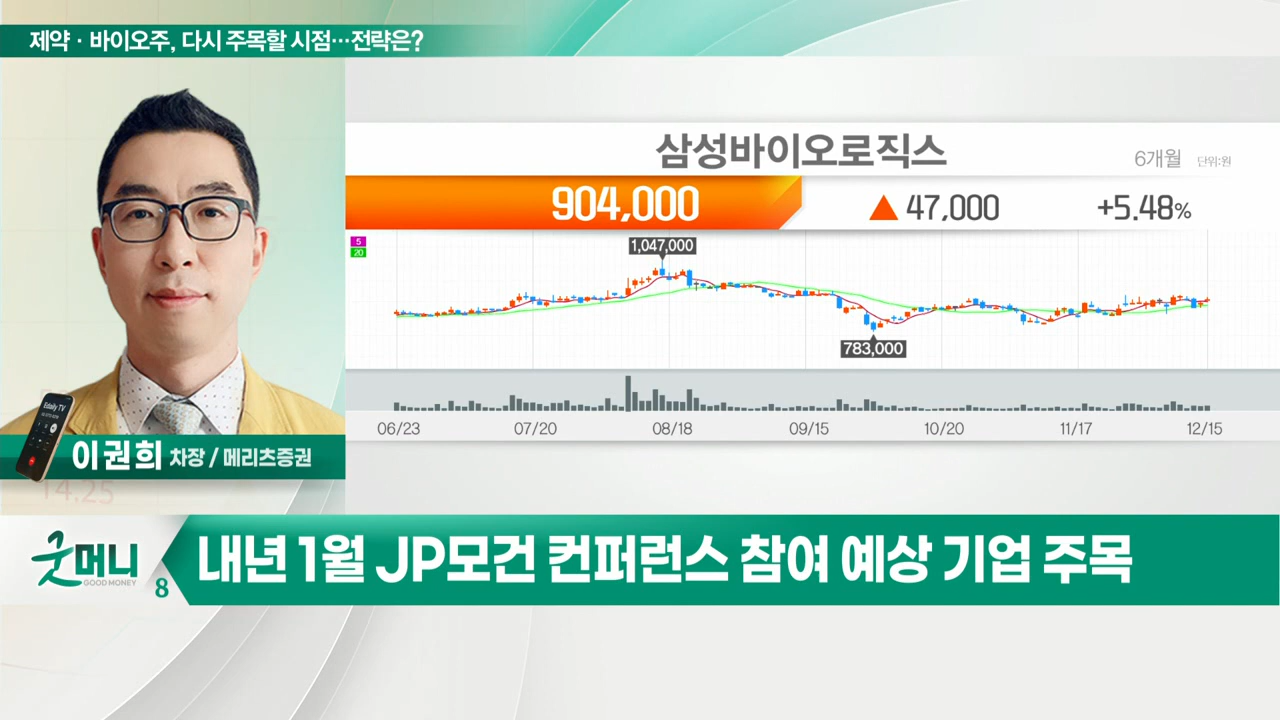 제약·바이오주, 다시 주목할 시점…전략은?
삼성바이오로직스
6개월 단위:원
904,000 ▲ 47,000 +5.48%
5
20
1,047,000
783,000
06/23 07/20 08/18 09/15 10/20 11/17 12/15
Edaily TV
이권희 차장 / 메리츠증권
14.25
굿머니
GOOD MONEY
8
내년 1월 JP모건 컨퍼런스 참여 예상 기업 주목